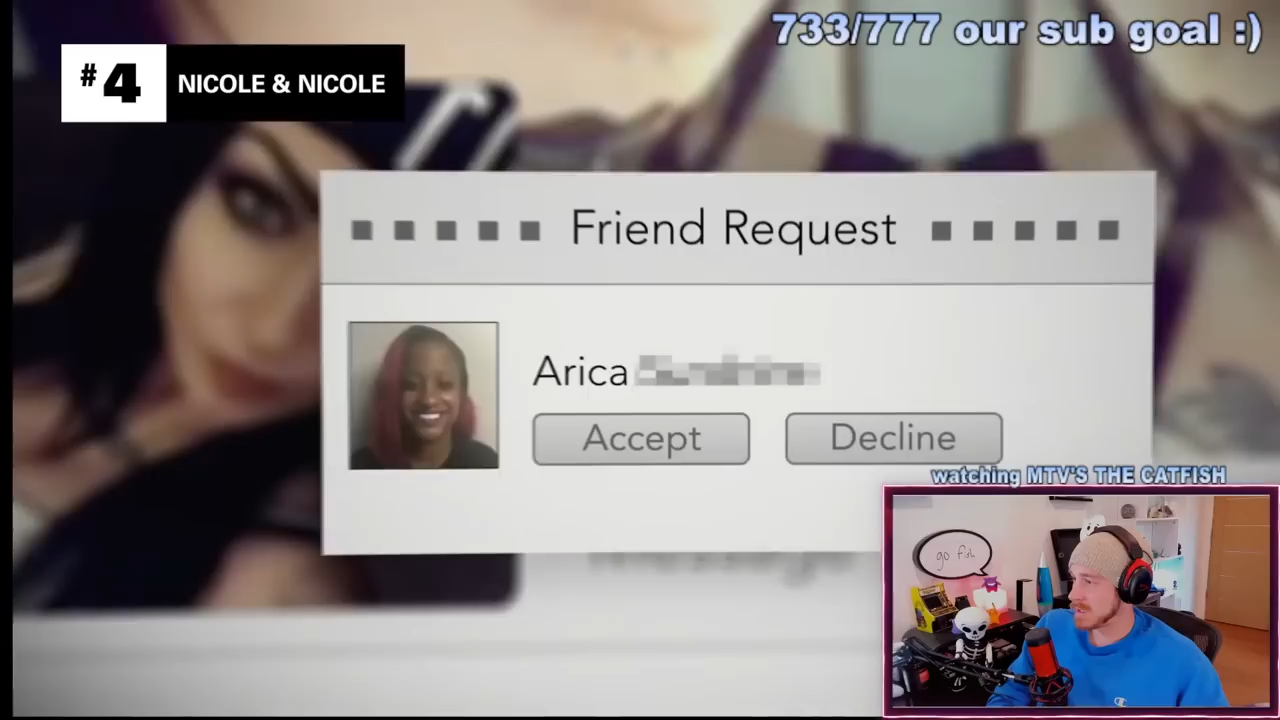 733/777 our sub goal :)
#4 NICOLE & NICOLE
Friend Request
Arica
Accept Decline
watching MTV'S THE CATFISH
go fish